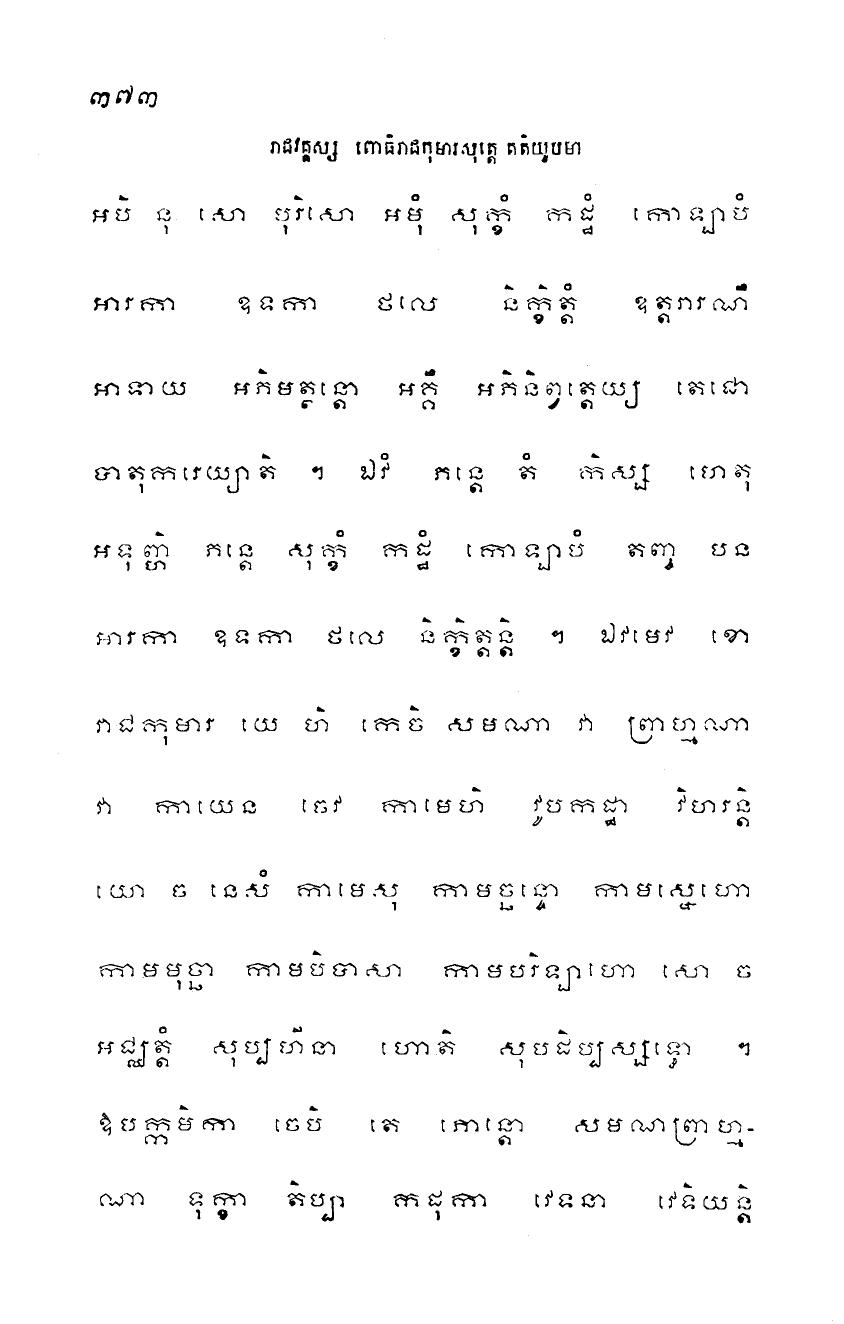 ៣៧៣
រាជវគ្គស្ស ពោធិរាជកុមារសុត្តេ តតិយូបមា
អបិ នុ សោ បុរិសោ អមុំ សុក្ខំ កដ្ឋំ កោឡាបំ
អារកា ឧទកា ថលេ និក្ខិត្តំ ឧត្តរារណឹ
អាទាយ អភិមត្ថន្តោ អគ្គឹ អភិនិព្វត្តេយ្យ តេជោ
ធាតុករេយ្យាតិ ។ ឯវំ ភន្តេ តំ កិស្ស ហេតុ
អទុញ្ហិ ភន្តេ សុក្ខំ កដ្ឋំ កោឡាបំ តញ្ច បន
អារកា ឧទកា ថលេ និក្ខិត្តន្តិ ។ ឯវមេវ ខោ
រាជកុមារ យេ ហិ កេចិ សមណា វា ព្រាហ្មណា
វា កាយេន ចេវ កាមេហិ វូបកដ្ឋា វិហរន្តិ
យោ ច នេសំ កាមេសុ កាមច្ឆន្ទោ កាមស្នេហោ
កាមមុច្ឆា កាមបិបាសា កាមបរិឡាហោ សោ ច
អជ្ឈត្តំ សុប្បហីនោ ហោតិ សុបដិប្បស្សទ្ធោ ។
ឱបក្កមិកា ចេបិ តេ ភោន្តោ សមណព្រាហ្ម-
ណា ទុក្ខា តិប្បា កដុកា វេទនា វេទិយន្តិ